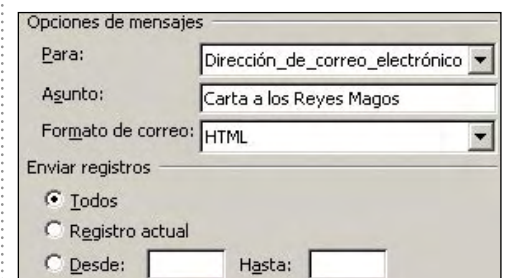 Opciones de mensajes
Para: Dirección_de_correo_electrónico
Asunto: Carta a los Reyes Magos
Formato de correo: HTML
Enviar registros
Todos
Registro actual
Desde: Hasta: